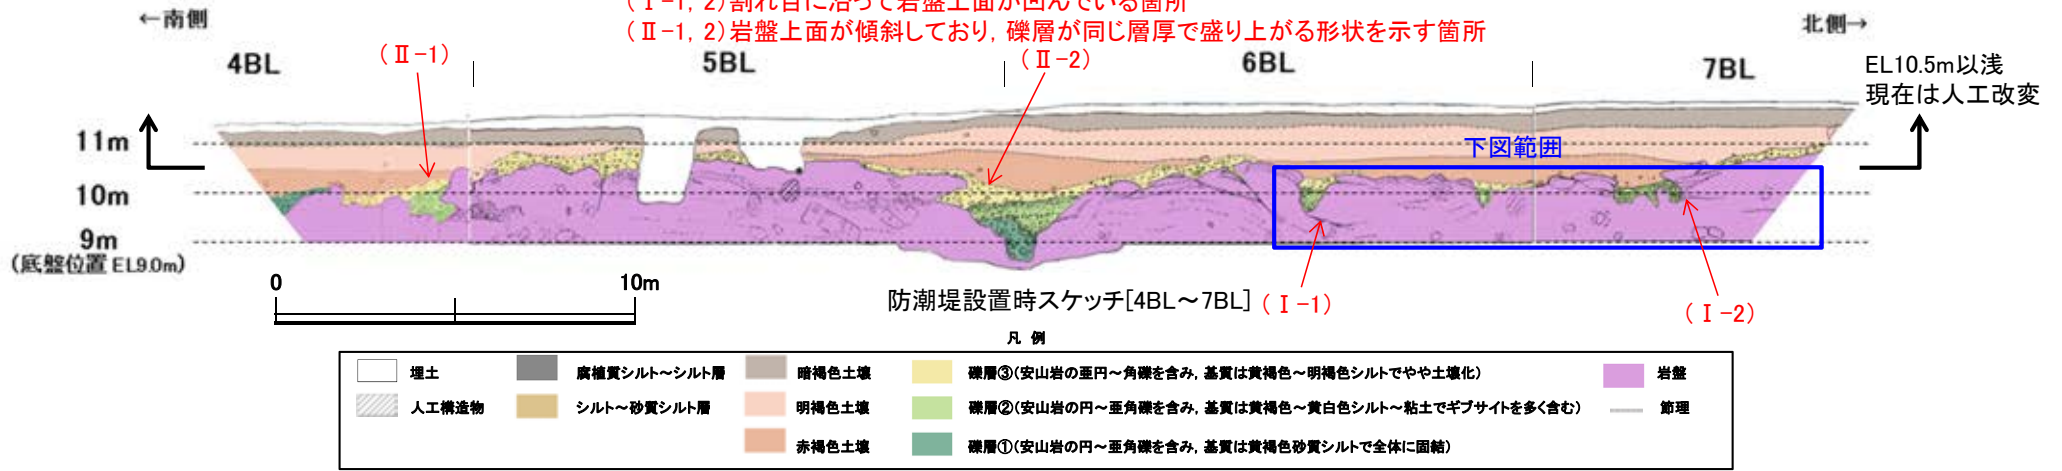 (Ⅰ-1, 2)割れ目に沿って岩盤上面が凹んでいる箇所
(Ⅱ-1, 2)岩盤上面が傾斜しており, 礫層が同じ層厚で盛り上がる形状を示す箇所
←南側
北側→
(Ⅱ-1)
(Ⅱ-2)
4BL
5BL
6BL
7BL
EL10.5m以浅
現在は人工改変
11m
10m
9m
(底盤位置 EL9.0m)
下図範囲
0
10m
防潮堤設置時スケッチ[4BL～7BL]
(Ⅰ-1)
(Ⅰ-2)
凡 例
埋土
腐植質シルト～シルト層
暗褐色土壌
礫層③(安山岩の亜円～角礫を含み, 基質は黄褐色～明褐色シルトでやや土壌化)
岩盤
人工構造物
シルト～砂質シルト層
明褐色土壌
礫層②(安山岩の円～亜角礫を含み, 基質は黄褐色～黄白色シルト～粘土でギブサイトを多く含む)
節理
赤褐色土壌
礫層①(安山岩の円～亜角礫を含み, 基質は黄褐色砂質シルトで全体に固結)